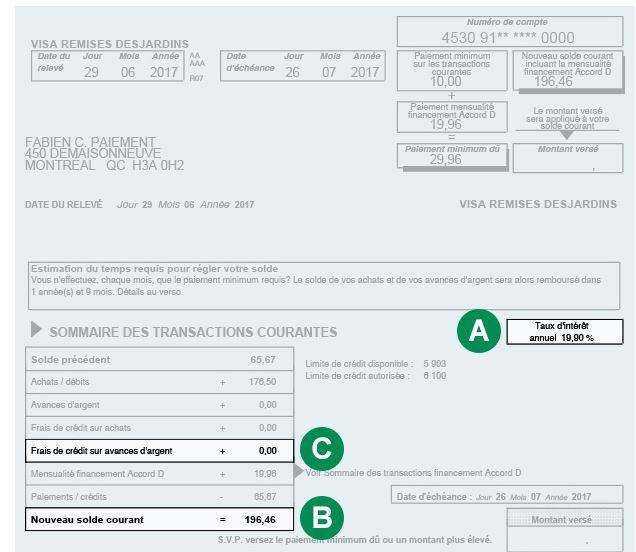 Numéro de compte
4530 91** **** 0000
VISA REMISES DESJARDINS
Date du relevé Jour Mois Année
29 06 2017
AA
AAA
R07
Date d'échéance Jour Mois Année
26 07 2017
Paiement minimum
sur les transactions
courantes
10,00
+
Paiement mensualité
financement Accord D
19,96
=
Paiement minimum dû
29,96
Nouveau solde courant
incluant la mensualité
financement Accord D
196,46
Le montant versé
sera appliqué à votre
solde courant
Montant versé
,
FABIEN C. PAIEMENT
450 DEMAISONNEUVE
MONTRÉAL QC H3A 0H2
DATE DU RELEVÉ Jour 29 Mois 06 Année 2017
VISA REMISES DESJARDINS
Estimation du temps requis pour régler votre solde
Vous n'effectuez, chaque mois, que le paiement minimum requis? Le solde de vos achats et de vos avances d'argent sera alors remboursé dans
1 année(s) et 9 mois. Détails au verso.
SOMMAIRE DES TRANSACTIONS COURANTES
A
Taux d'intérêt
annuel 19,90 %
Solde précédent 65,67
Achats / débits + 176,50
Avances d'argent + 0,00
Frais de crédit sur achats + 0,00
Frais de crédit sur avances d'argent + 0,00
C
Mensualité financement Accord D + 19,96
Paiements / crédits - 65,67
Nouveau solde courant = 196,46
B
Limite de crédit disponible : 5 903
Limite de crédit autorisée : 6 100
Voir Sommaire des transactions financement Accord D
Date d'échéance : Jour 26 Mois 07 Année 2017
Montant versé
,
S.V.P. versez le paiement minimum dû ou un montant plus élevé.